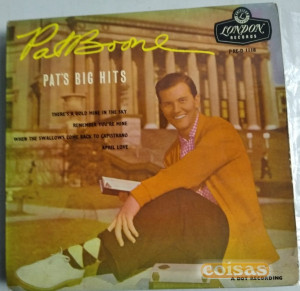 Pat Boone
LONDON
RECORDS
PAT'S BIG HITS
THERE'S A GOLD MINE IN THE SKY
REMEMBER YOU'RE MINE
WHEN THE SWALLOWS COME BACK TO CAPISTRANO
APRIL LOVE
coisas
A DOT RECORDING